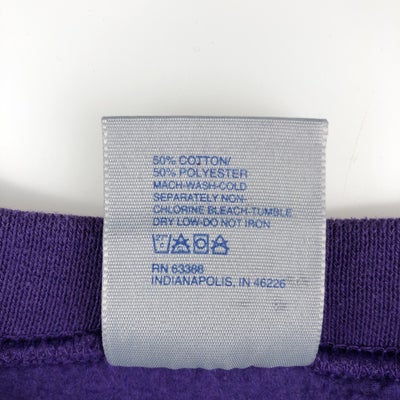 50% COTTON/
50% POLYESTER
MACH-WASH-COLD
SEPARATELY NON-
CHLORINE BLEACH-TUMBLE
DRY LOW-DO NOT IRON
RN 63388
INDIANAPOLIS, IN 46226